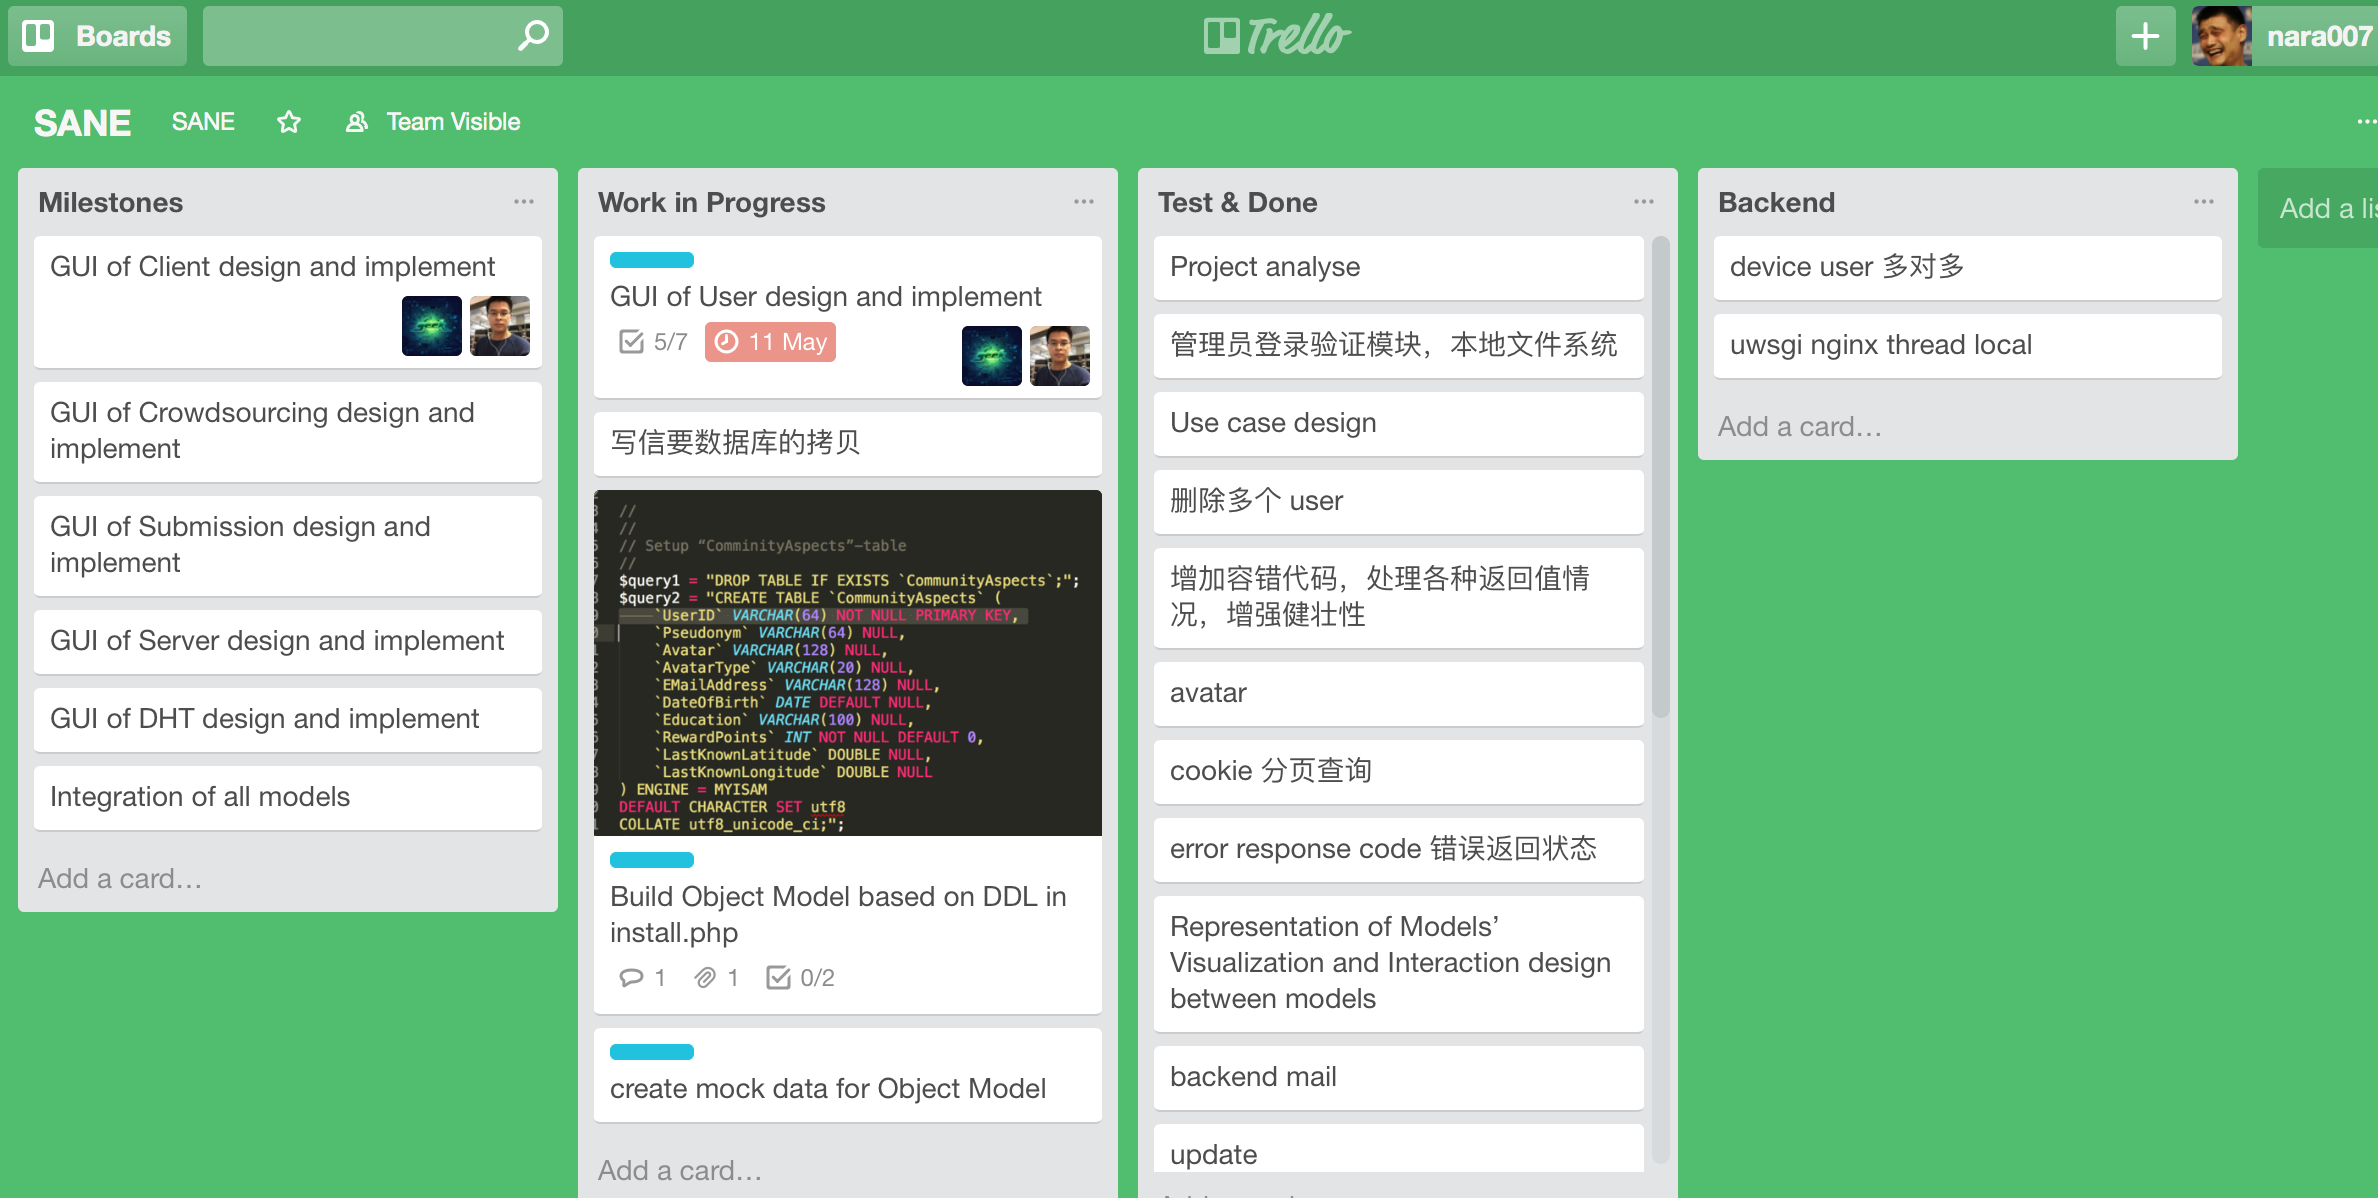 Boards
Trello
nara007
SANE
SANE
Team Visible
Milestones
GUI of Client design and implement
GUI of Crowdsourcing design and
implement
GUI of Submission design and
implement
GUI of Server design and implement
GUI of DHT design and implement
Integration of all models
Add a card…
Work in Progress
GUI of User design and implement
5/7
11 May
写信要数据库的拷贝
//
//
// Setup “ComminityAspects”-table
//
$query1 = "DROP TABLE IF EXISTS `CommunityAspects`;";
$query2 = "CREATE TABLE `CommunityAspects` (
`UserID` VARCHAR(64) NOT NULL PRIMARY KEY,
`Pseudonym` VARCHAR(64) NULL,
`Avatar` VARCHAR(128) NULL,
`AvatarType` VARCHAR(20) NULL,
`EMailAddress` VARCHAR(128) NULL,
`DateOfBirth` DATE DEFAULT NULL,
`Education` VARCHAR(100) NULL,
`RewardPoints` INT NOT NULL DEFAULT 0,
`LastKnownLatitude` DOUBLE NULL,
`LastKnownLongitude` DOUBLE NULL
) ENGINE = MYISAM
DEFAULT CHARACTER SET utf8
COLLATE utf8_unicode_ci;";
Build Object Model based on DDL in
install.php
1
1
0/2
create mock data for Object Model
Add a card…
Test & Done
Project analyse
管理员登录验证模块，本地文件系统
Use case design
删除多个 user
增加容错代码，处理各种返回值情
况，增强健壮性
avatar
cookie 分页查询
error response code 错误返回状态
Representation of Models’
Visualization and Interaction design
between models
backend mail
update
Backend
device user 多对多
uwsgi nginx thread local
Add a card…
Add a